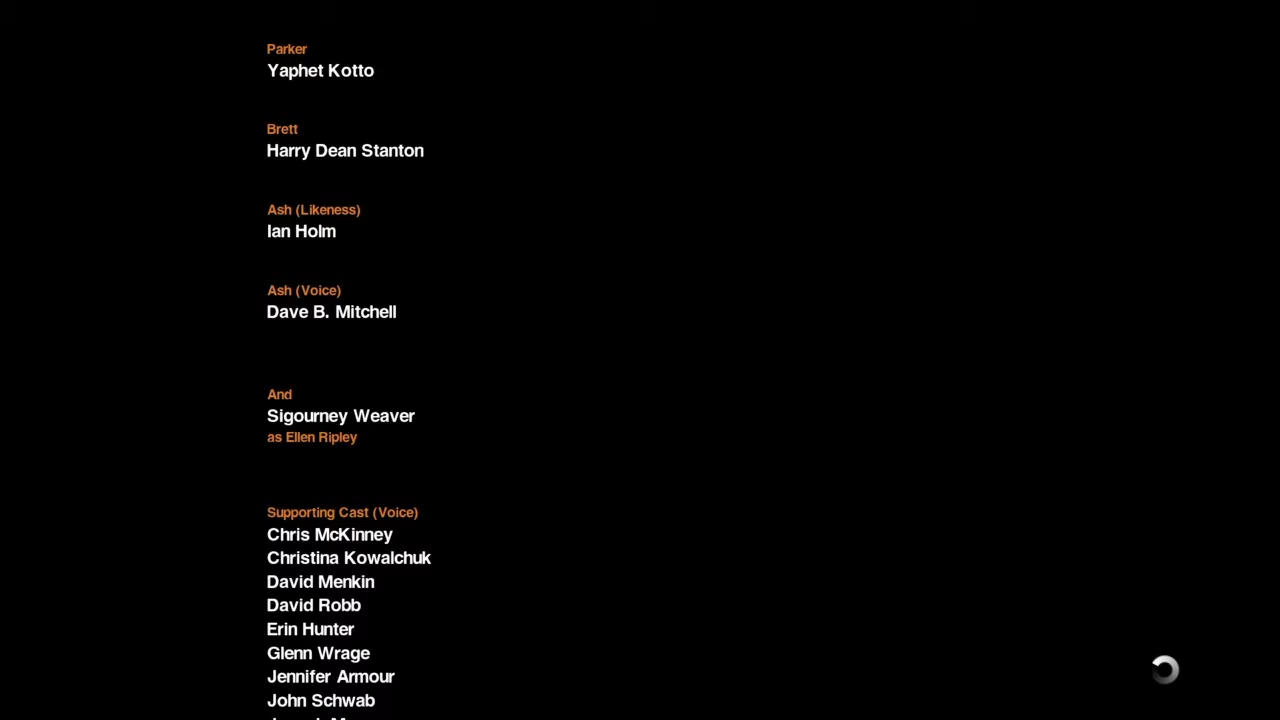 Parker
Yaphet Kotto
Brett
Harry Dean Stanton
Ash (Likeness)
Ian Holm
Ash (Voice)
Dave B. Mitchell
And
Sigourney Weaver
as Ellen Ripley
Supporting Cast (Voice)
Chris McKinney
Christina Kowalchuk
David Menkin
David Robb
Erin Hunter
Glenn Wrage
Jennifer Armour
John Schwab